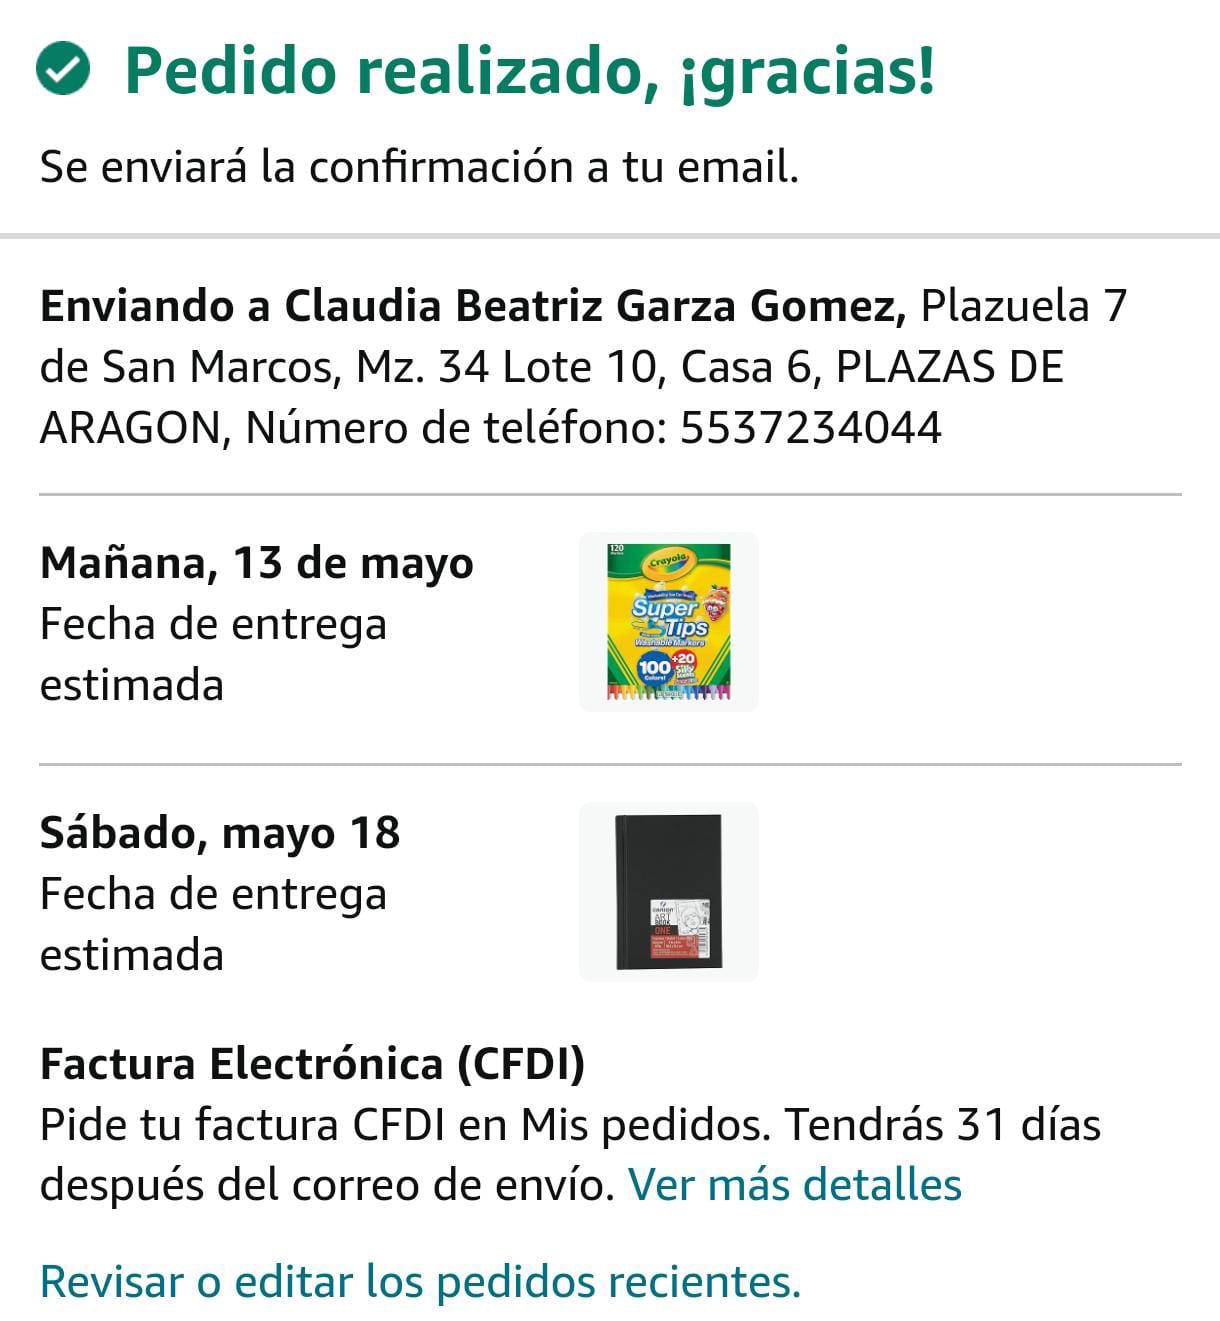 Pedido realizado, ¡gracias!
Se enviará la confirmación a tu email.
Enviando a Claudia Beatriz Garza Gomez, Plazuela 7
de San Marcos, Mz. 34 Lote 10, Casa 6, PLAZAS DE
ARAGON, Número de teléfono: 5537234044
Mañana, 13 de mayo
Fecha de entrega
estimada
120
Crayola
Super
Tips
Washable Markers
100
Colors!
+20
Silly
Scents
Sábado, mayo 18
Fecha de entrega
estimada
CANSON
ART
BOOK
ONE
Factura Electrónica (CFDI)
Pide tu factura CFDI en Mis pedidos. Tendrás 31 días
después del correo de envío. Ver más detalles
Revisar o editar los pedidos recientes.